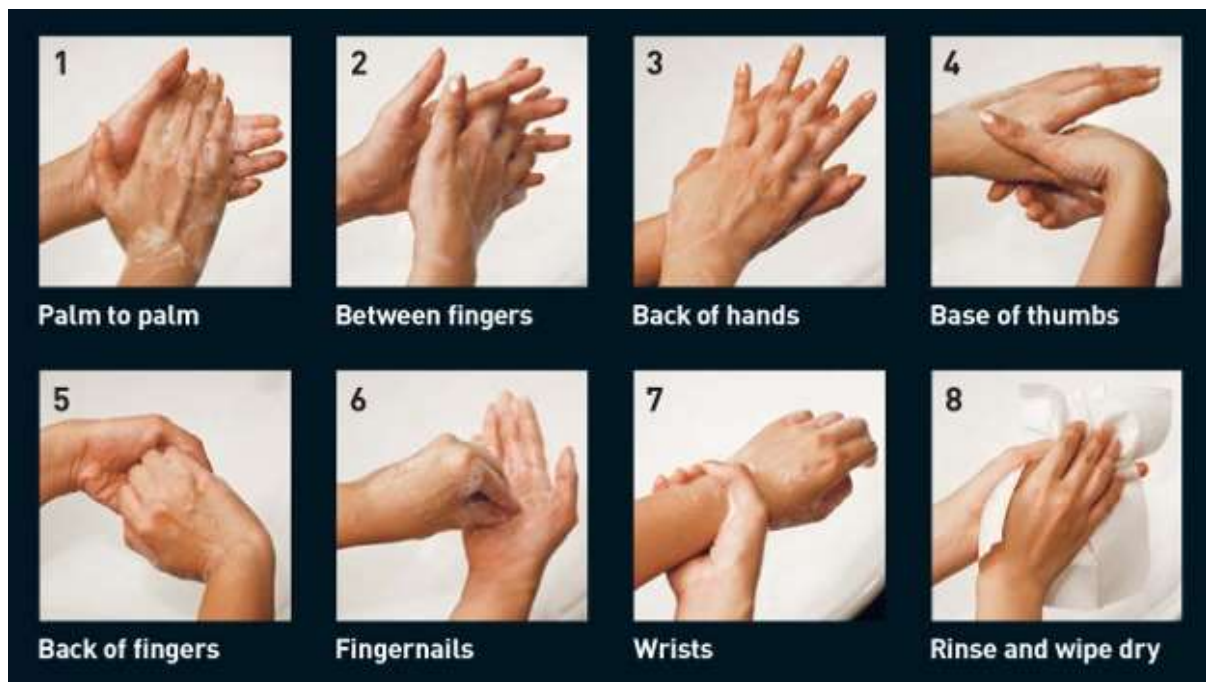 1
2
3
4
Palm to palm
Between fingers
Back of hands
Base of thumbs
5
6
7
8
Back of fingers
Fingernails
Wrists
Rinse and wipe dry